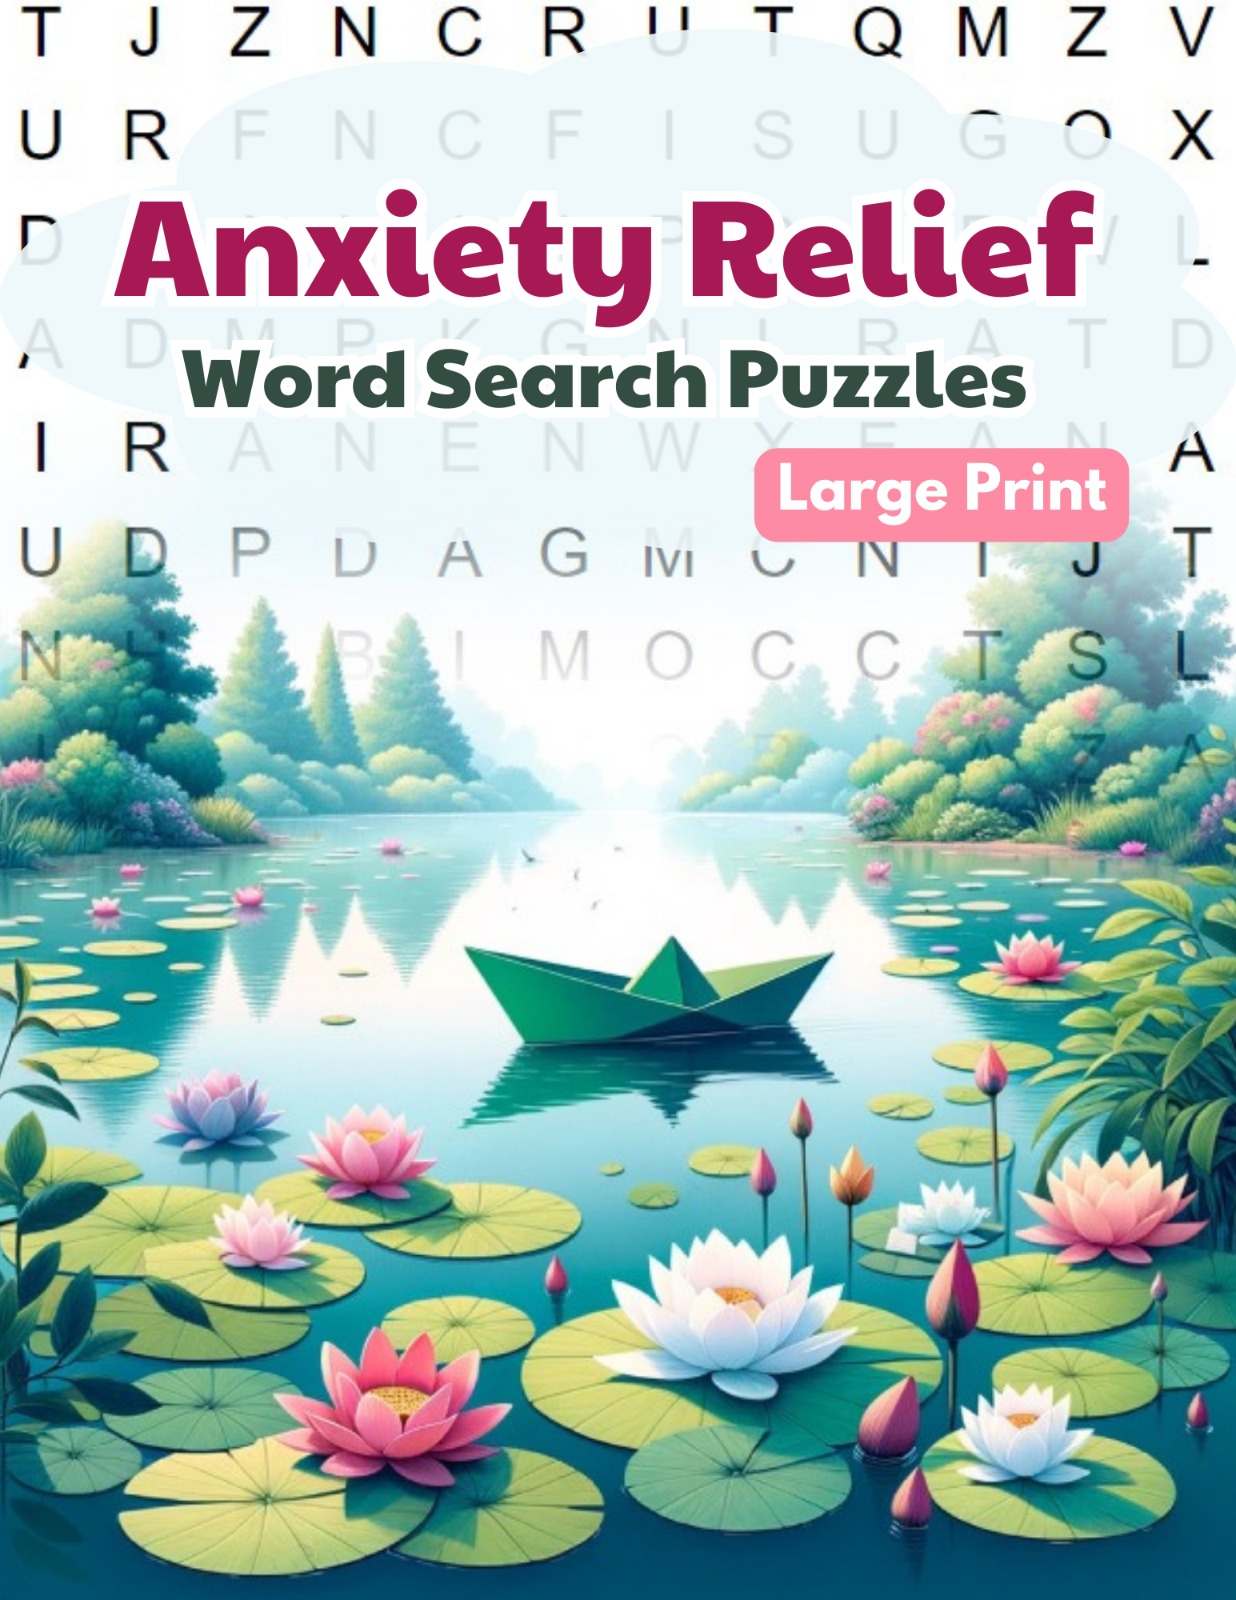 T J Z N C R U T Q M Z V
U R F N C F I S U G O X
D P W L
Anxiety Relief
A D M P K G N L R A T D
Word Search Puzzles
I R A N E N W X E A N A
Large Print
U D P D A G M C N I J T
N H B I M O C C T S L
Z A